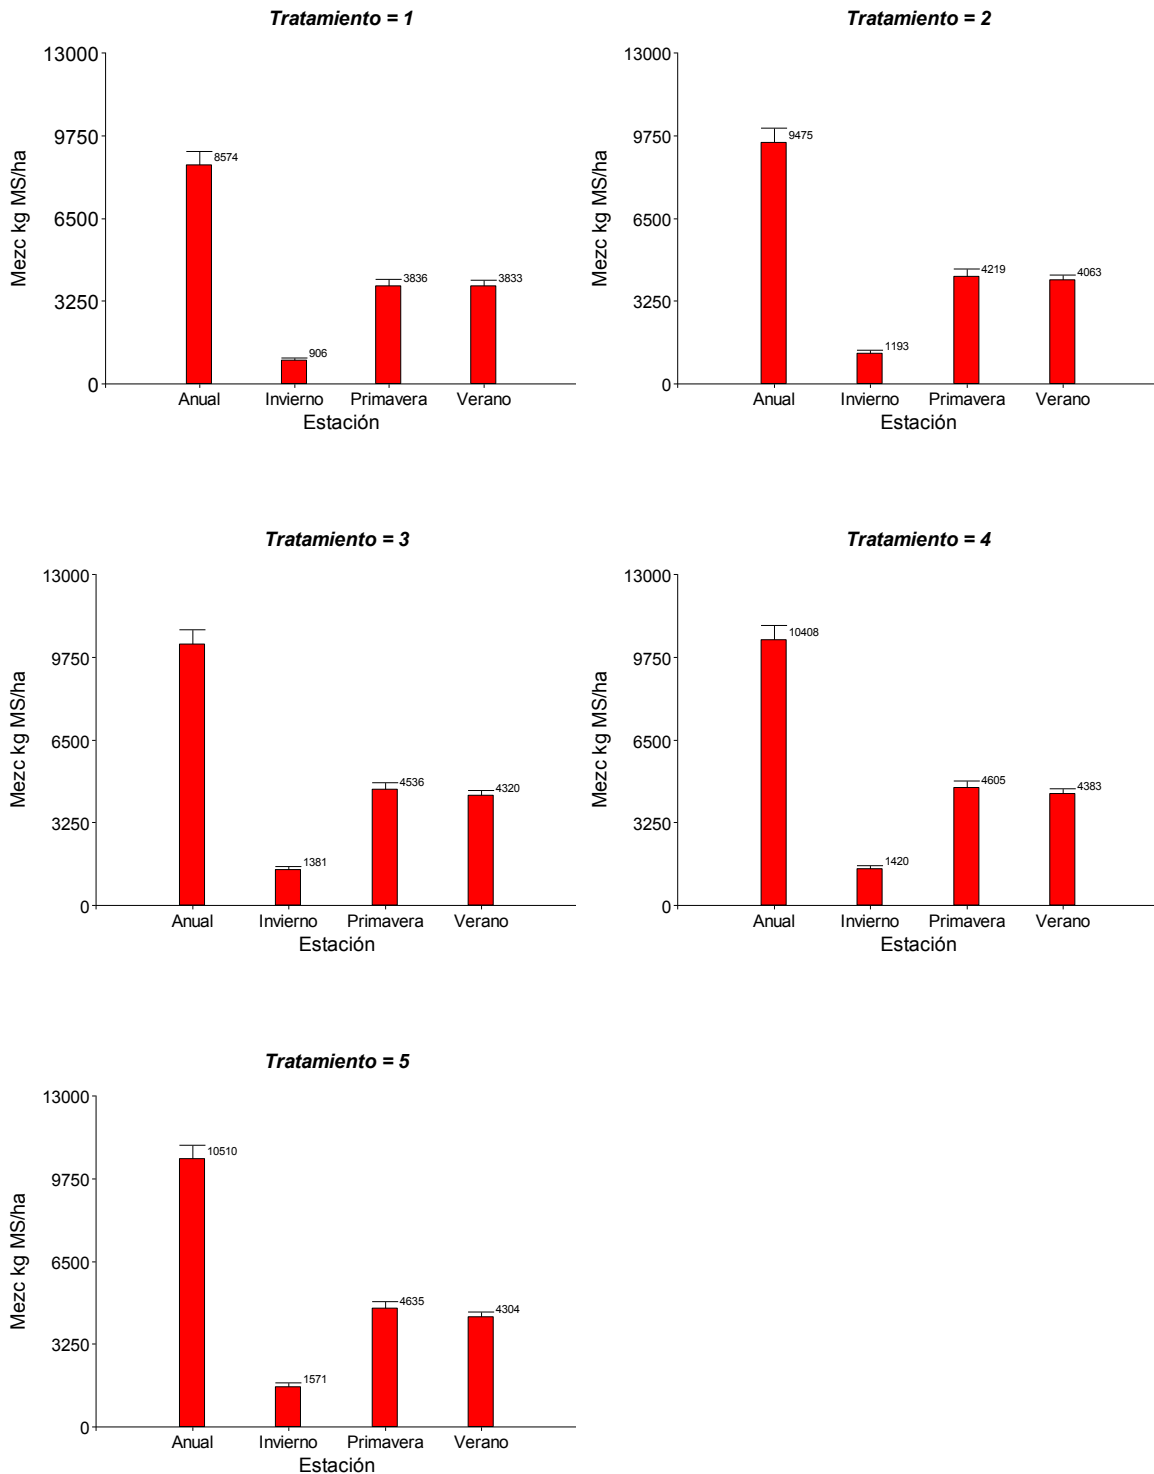 Tratamiento = 1
13000
9750
6500
3250
0
Mezc kg MS/ha
8574
906
3836
3833
Anual Invierno Primavera Verano
Estación
Tratamiento = 2
13000
9750
6500
3250
0
Mezc kg MS/ha
9475
1193
4219
4063
Anual Invierno Primavera Verano
Estación
Tratamiento = 3
13000
9750
6500
3250
0
Mezc kg MS/ha
1381
4536
4320
Anual Invierno Primavera Verano
Estación
Tratamiento = 4
13000
9750
6500
3250
0
Mezc kg MS/ha
10408
1420
4605
4383
Anual Invierno Primavera Verano
Estación
Tratamiento = 5
13000
9750
6500
3250
0
Mezc kg MS/ha
10510
1571
4635
4304
Anual Invierno Primavera Verano
Estación